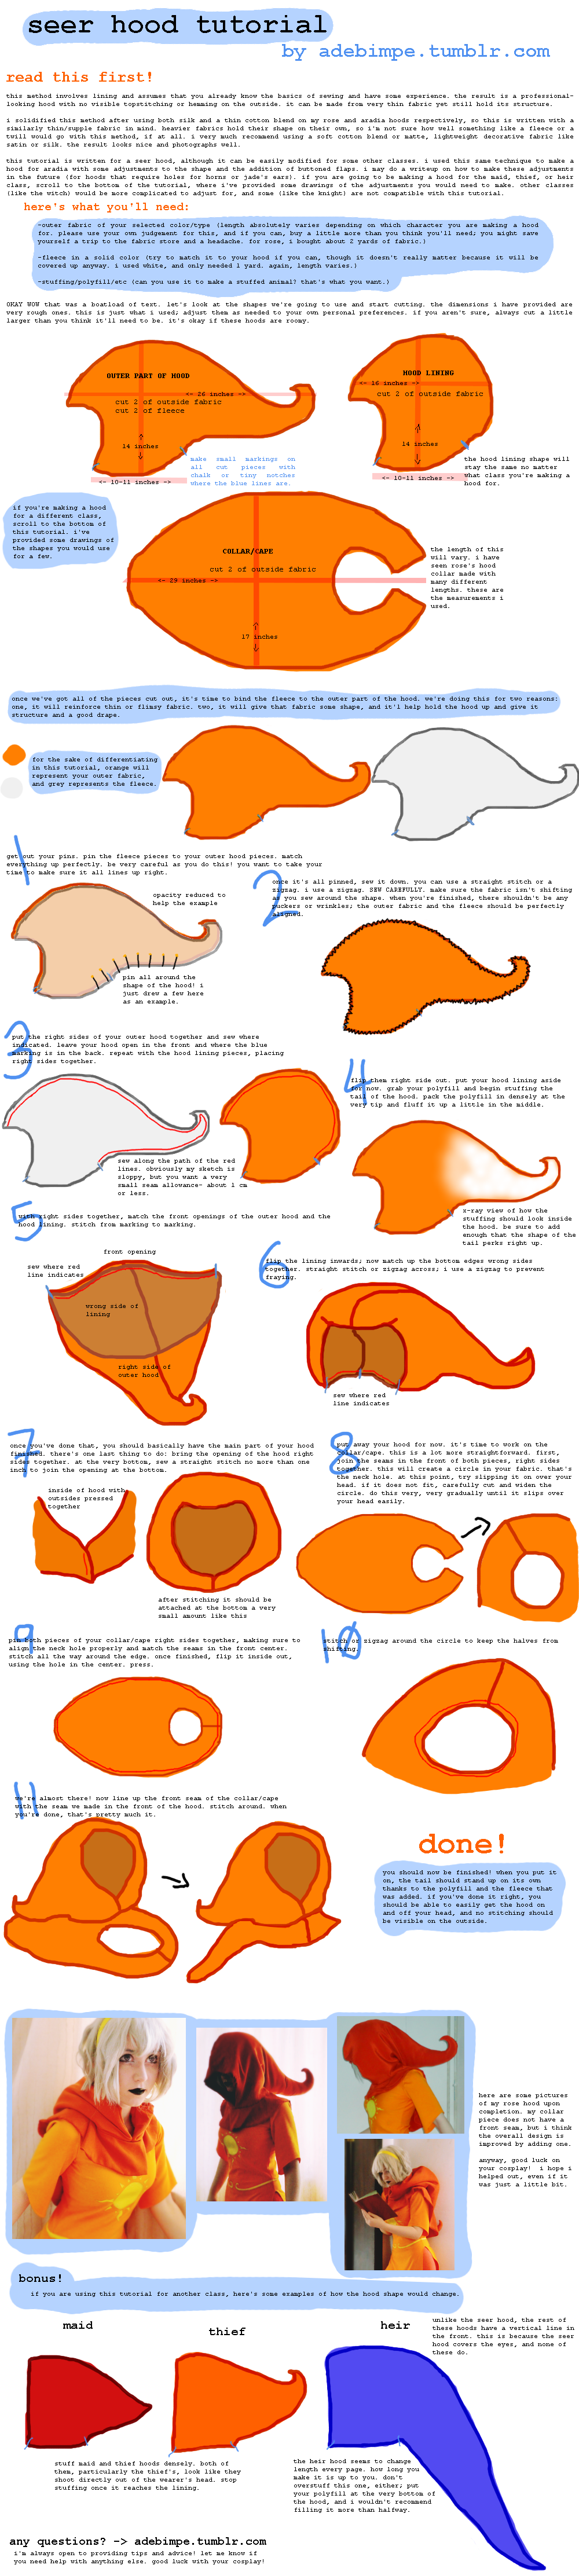 seer hood tutorial
by adebimpe.tumblr.com
read this first!
this method involves lining and assumes that you already know the basics of sewing and have some experience. the result is a professional-
looking hood with no visible topstitching or hemming on the outside. it can be made from very thin fabric yet still hold its structure.
i solidified this method after using both silk and a thin cotton blend on my rose and aradia hoods respectively, so this is written with a
similarly thin/supple fabric in mind. heavier fabrics hold their shape on their own, so i'm not sure how well something like a fleece or a
twill would go with this method, if at all. i very much recommend using a soft cotton blend or matte, lightweight decorative fabric like
satin or silk. the result looks nice and photographs well.
this tutorial is written for a seer hood, although it can be easily modified for some other classes. i used this same technique to make a
hood for aradia with some adjustments to the shape and the addition of buttoned flaps. i may do a writeup on how to make these adjustments
in the future (for hoods that require holes for horns or jade's ears). if you are going to be making a hood for the maid, thief, or heir
class, scroll to the bottom of the tutorial, where i've provided some drawings of the adjustments you would need to make. other classes
(like the witch) would be more complicated to adjust for, and some (like the knight) are not compatible with this tutorial.
here's what you'll need:
-outer fabric of your selected color/type (length absolutely varies depending on which character you are making a hood
for. please use your own judgement for this, and if you can, buy a little more than you think you'll need; you might save
yourself a trip to the fabric store and a headache. for rose, i bought about 2 yards of fabric.)
-fleece in a solid color (try to match it to your hood if you can, though it doesn't really matter because it will be
covered up anyway. i used white, and only needed 1 yard. again, length varies.)
-stuffing/polyfill/etc (can you use it to make a stuffed animal? that's what you want.)
OKAY WOW that was a boatload of text. let's look at the shapes we're going to use and start cutting. the dimensions i have provided are
very rough ones. this is just what i used; adjust them as needed to your own personal preferences. if you aren't sure, always cut a little
larger than you think it'll need to be. it's okay if these hoods are roomy.
OUTER PART OF HOOD
<- 26 inches ->
cut 2 of outside fabric
cut 2 of fleece
14 inches
<- 10-11 inches ->
make small markings on
all cut pieces with
chalk or tiny notches
where the blue lines are.
HOOD LINING
<- 16 inches ->
cut 2 of outside fabric
14 inches
<- 10-11 inches ->
the hood lining shape will
stay the same no matter
what class you're making a
hood for.
if you're making a hood
for a different class,
scroll to the bottom of
this tutorial. i've
provided some drawings of
the shapes you would use
for a few.
COLLAR/CAPE
cut 2 of outside fabric
<- 29 inches ->
17 inches
the length of this
will vary. i have
seen rose's hood
collar made with
many different
lengths. these are
the measurements i
used.
once we've got all of the pieces cut out, it's time to bind the fleece to the outer part of the hood. we're doing this for two reasons:
one, it will reinforce thin or flimsy fabric. two, it will give that fabric some shape, and it'l help hold the hood up and give it
structure and a good drape.
for the sake of differentiating
in this tutorial, orange will
represent your outer fabric,
and grey represents the fleece.
1
get out your pins. pin the fleece pieces to your outer hood pieces. match
everything up perfectly. be very careful as you do this! you want to take your
time to make sure it all lines up right.
opacity reduced to
help the example
pin all around the
shape of the hood! i
just drew a few here
as an example.
2
once it's all pinned, sew it down. you can use a straight stitch or a
zigzag. i use a zigzag. SEW CAREFULLY. make sure the fabric isn't shifting
as you sew around the shape. when you're finished, there shouldn't be any
puckers or wrinkles; the outer fabric and the fleece should be perfectly
aligned.
3
put the right sides of your outer hood together and sew where
indicated. leave your hood open in the front and where the blue
marking is in the back. repeat with the hood lining pieces, placing
right sides together.
sew along the path of the red
lines. obviously my sketch is
sloppy, but you want a very
small seam allowance- about 1 cm
or less.
4
flip them right side out. put your hood lining aside
for now. grab your polyfill and begin stuffing the
tail of the hood. pack the polyfill in densely at the
very tip and fluff it up a little in the middle.
x-ray view of how the
stuffing should look inside
the hood. be sure to add
enough that the shape of the
tail perks right up.
5
with right sides together, match the front openings of the outer hood and the
hood lining. stitch from marking to marking.
front opening
sew where red
line indicates
wrong side of
lining
right side of
outer hood
6
flip the lining inwards; now match up the bottom edges wrong sides
together. straight stitch or zigzag across; i use a zigzag to prevent
fraying.
sew where red
line indicates
7
once you've done that, you should basically have the main part of your hood
finished. there's one last thing to do: bring the opening of the hood right
sides together. at the very bottom, sew a straight stitch no more than one
inch to join the opening at the bottom.
inside of hood with
outsides pressed
together
after stitching it should be
attached at the bottom a very
small amount like this
8
put away your hood for now. it's time to work on the
collar/cape. this is a lot more straightforward. first,
join the seams in the front of both pieces, right sides
together. this will create a circle in your fabric. that's
the neck hole. at this point, try slipping it on over your
head. if it does not fit, carefully cut and widen the
circle. do this very, very gradually until it slips over
your head easily.
9
pin both pieces of your collar/cape right sides together, making sure to
align the neck hole properly and match the seams in the front center.
stitch all the way around the edge. once finished, flip it inside out,
using the hole in the center. press.
10
stitch or zigzag around the circle to keep the halves from
shifting.
11
we're almost there! now line up the front seam of the collar/cape
with the seam we made in the front of the hood. stitch around. when
you're done, that's pretty much it.
done!
you should now be finished! when you put it
on, the tail should stand up on its own
thanks to the polyfill and the fleece that
was added. if you've done it right, you
should be able to easily get the hood on
and off your head, and no stitching should
be visible on the outside.
here are some pictures
of my rose hood upon
completion. my collar
piece does not have a
front seam, but i think
the overall design is
improved by adding one.
anyway, good luck on
your cosplay! i hope i
helped out, even if it
was just a little bit.
bonus!
if you are using this tutorial for another class, here's some examples of how the hood shape would change.
maid
thief
heir
unlike the seer hood, the rest of
these hoods have a vertical line in
the front. this is because the seer
hood covers the eyes, and none of
these do.
stuff maid and thief hoods densely. both of
them, particularly the thief's, look like they
shoot directly out of the wearer's head. stop
stuffing once it reaches the lining.
the heir hood seems to change
length every page. how long you
make it is up to you. don't
overstuff this one, either; put
your polyfill at the very bottom of
the hood, and i wouldn't recommend
filling it more than halfway.
any questions? -> adebimpe.tumblr.com
i'm always open to providing tips and advice! let me know if
you need help with anything else. good luck with your cosplay!